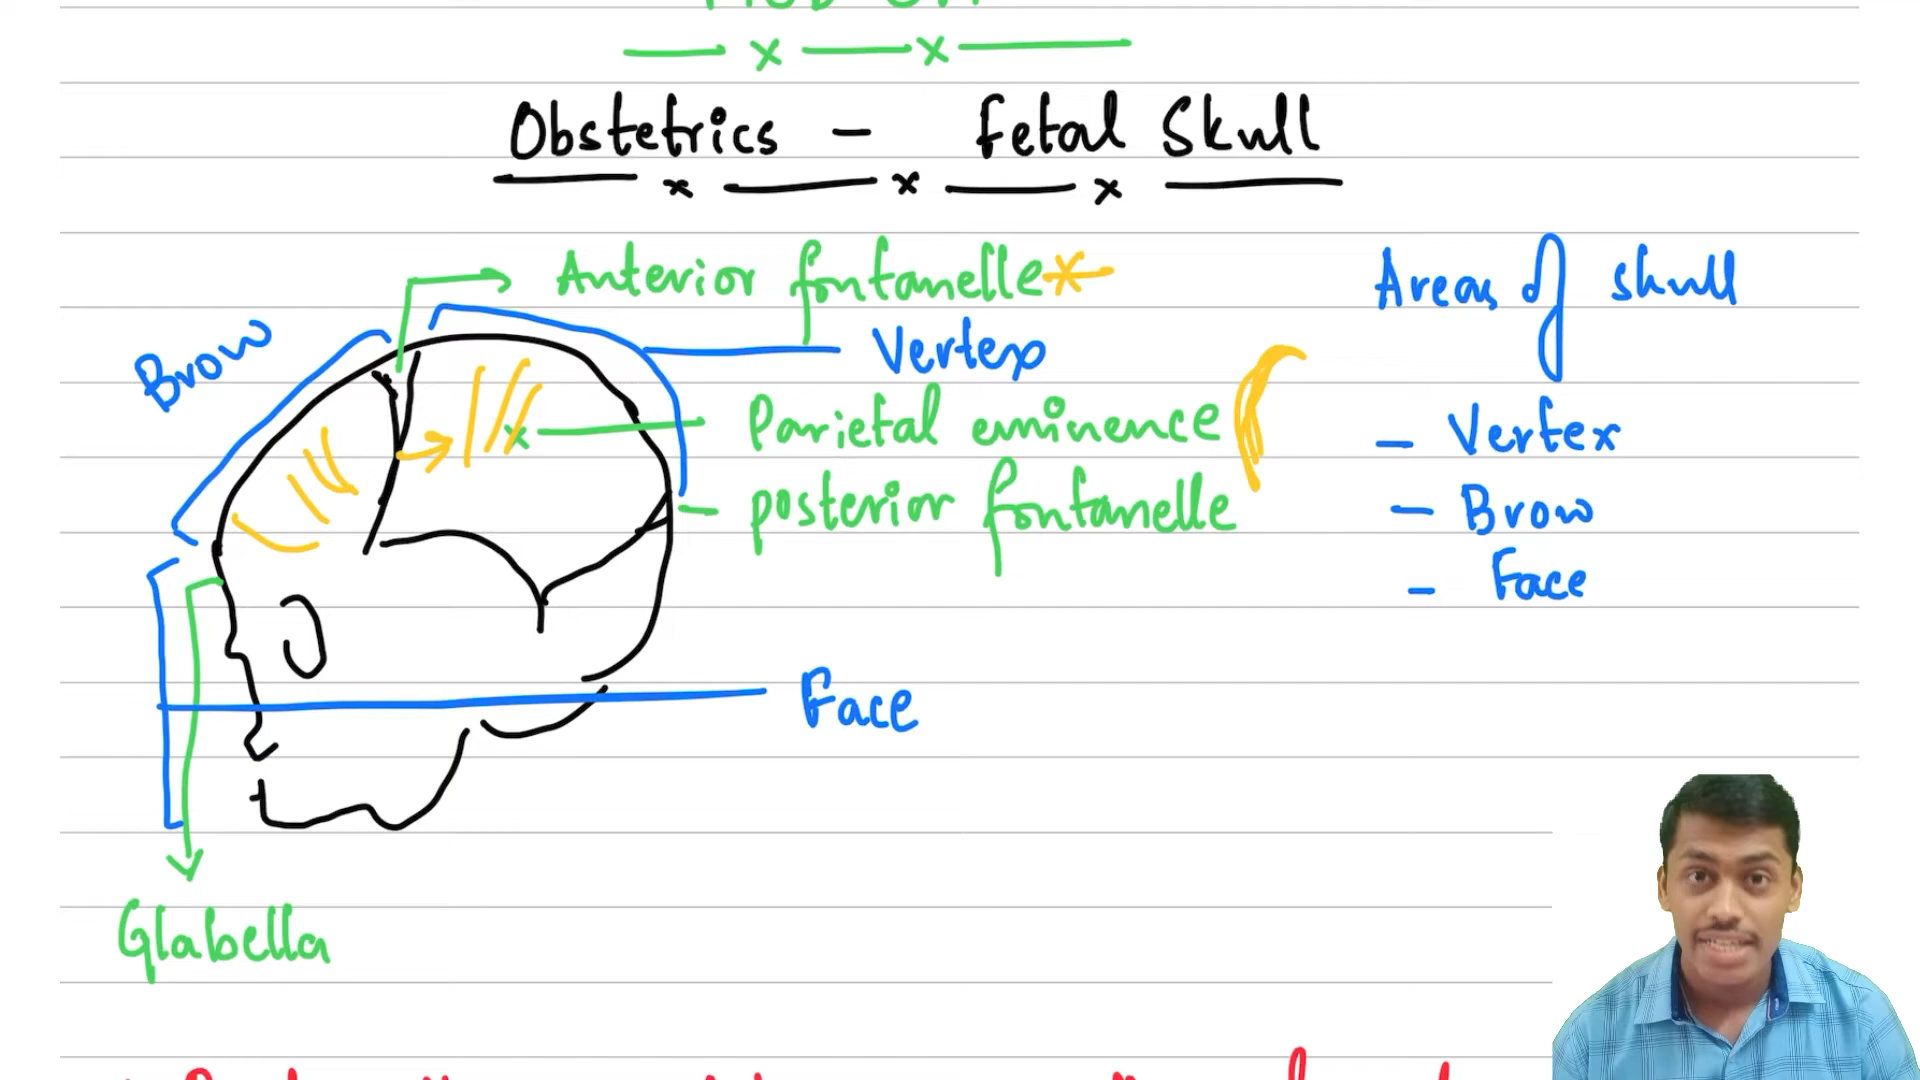 Obstetrics - Fetal Skull
Anterior fontanelle
Areas of skull
Brow
Vertex
Parietal eminence
- Vertex
posterior fontanelle
- Brow
- Face
Face
Glabella